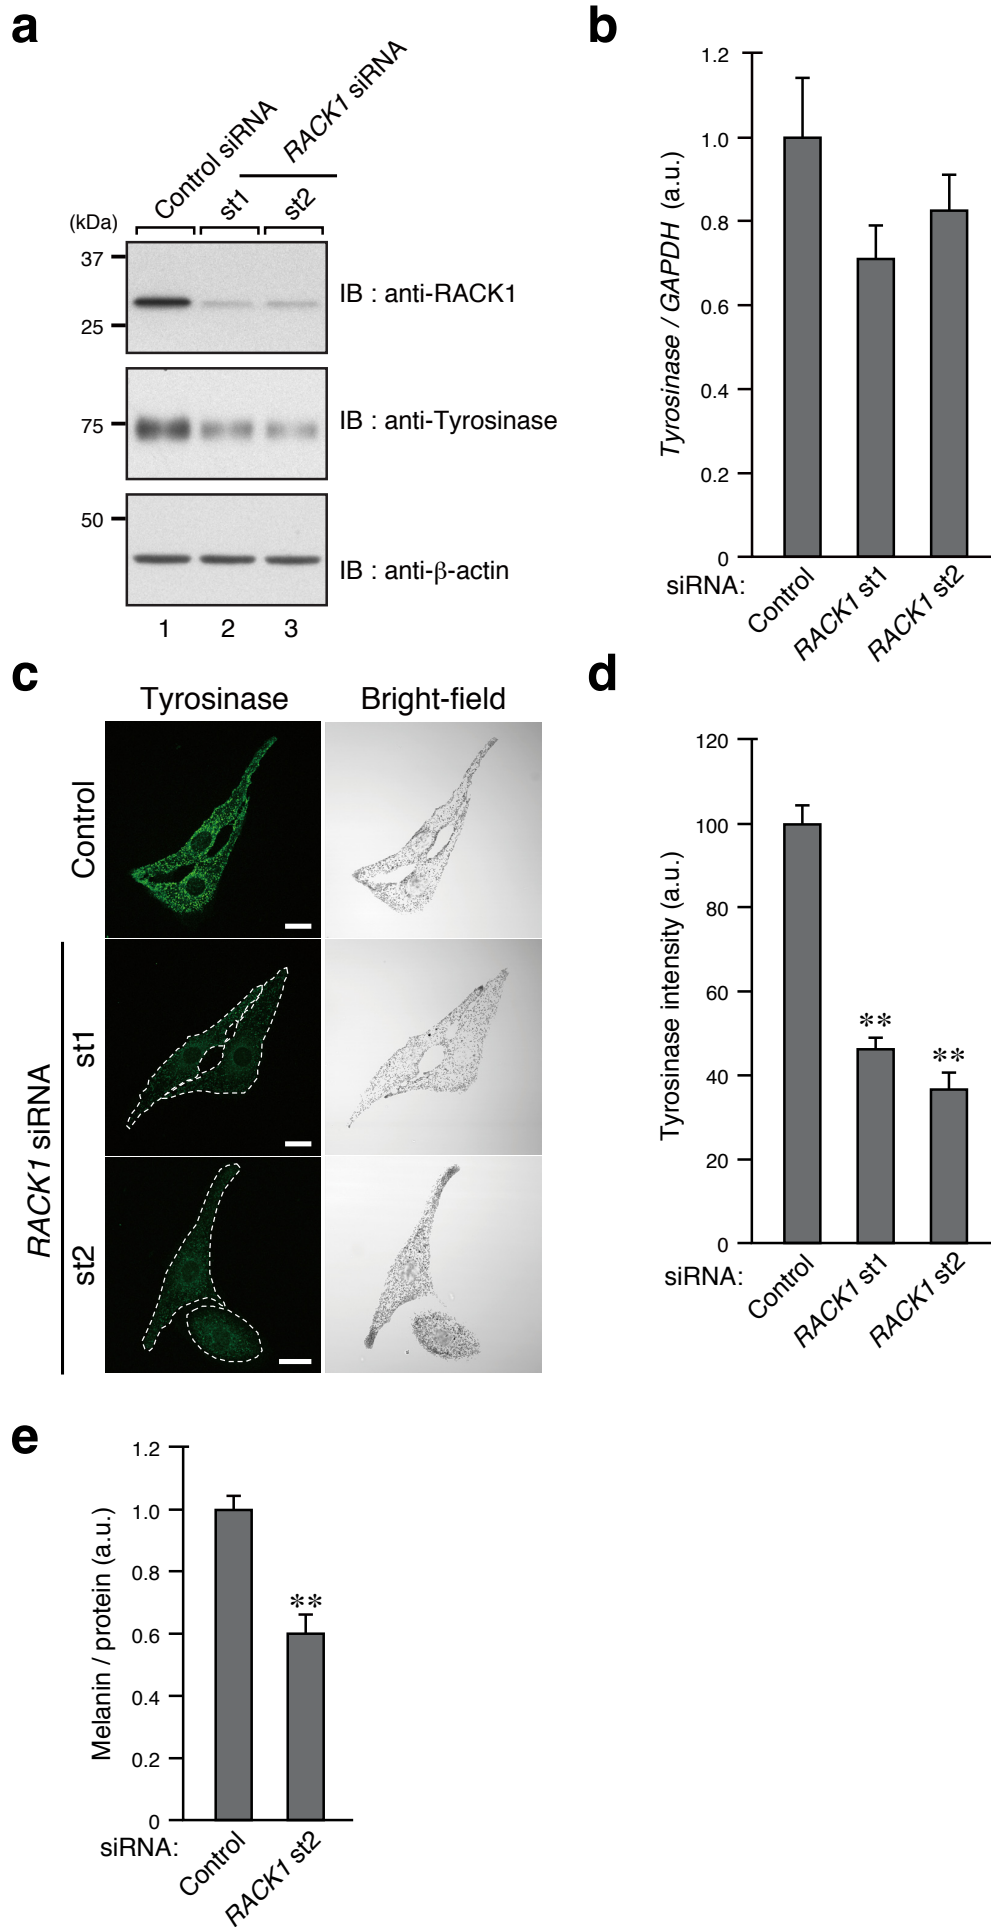 a
Control siRNA
RACK1 siRNA
st1
st2
(kDa)
37
25
IB : anti-RACK1
75
IB : anti-Tyrosinase
50
IB : anti-β-actin
1 2 3
b
Tyrosinase / GAPDH (a.u.)
1.2
1.0
0.8
0.6
0.4
0.2
0
siRNA:
Control
RACK1 st1
RACK1 st2
c
Tyrosinase Bright-field
Control
RACK1 siRNA
st1
st2
d
Tyrosinase intensity (a.u.)
120
100
80
60
40
20
0
**
**
siRNA:
Control
RACK1 st1
RACK1 st2
e
Melanin / protein (a.u.)
1.2
1.0
0.8
0.6
0.4
0.2
0
**
siRNA:
Control
RACK1 st2